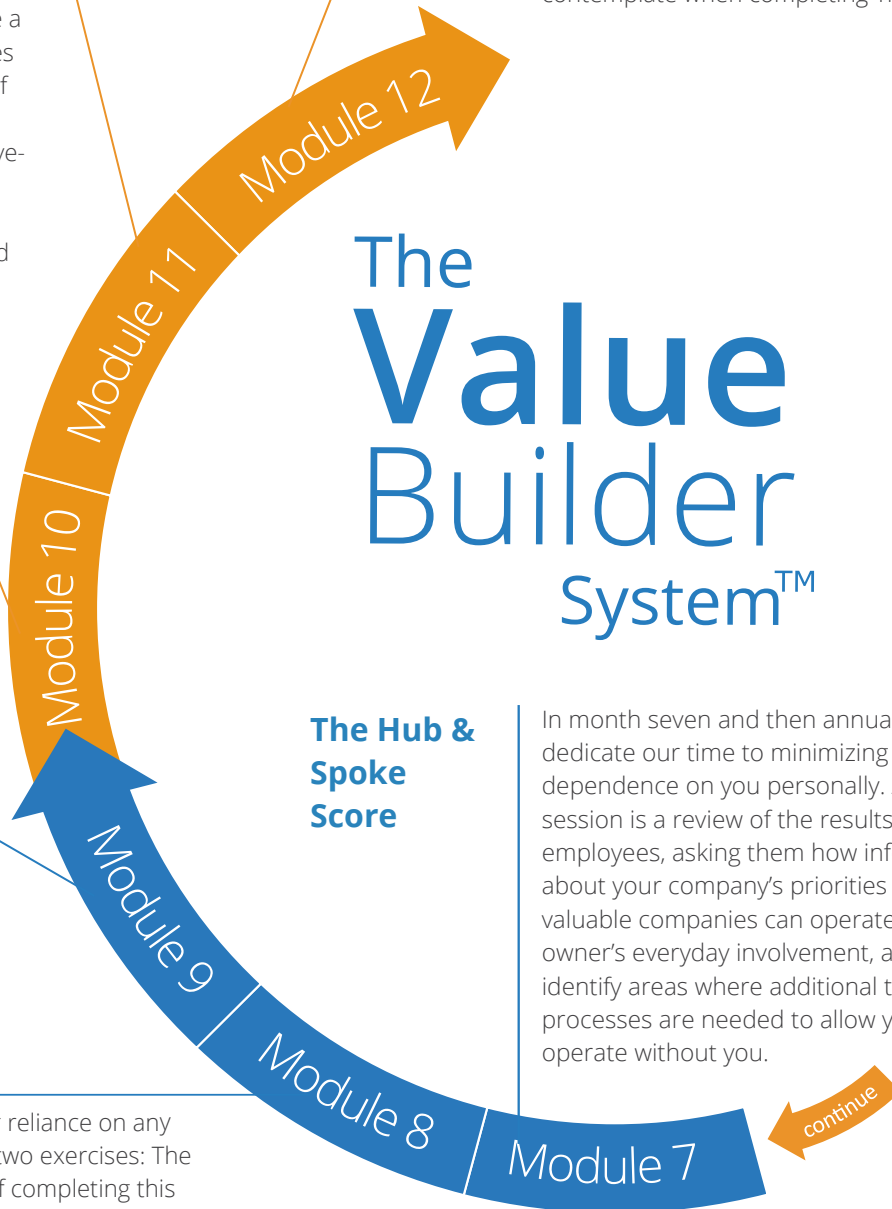 contemplate when completing
a
ve-
Module 12
Module 11
Module 10
The
Value
Builder
System™
The Hub &
Spoke
Score
In month seven and then annua
dedicate our time to minimizing
dependence on you personally.
session is a review of the results
employees, asking them how inf
about your company's priorities
valuable companies can operate
owner's everyday involvement, a
identify areas where additional t
processes are needed to allow y
operate without you.
continue
Module 9
Module 8
Module 7
reliance on any
two exercises: The
f completing this